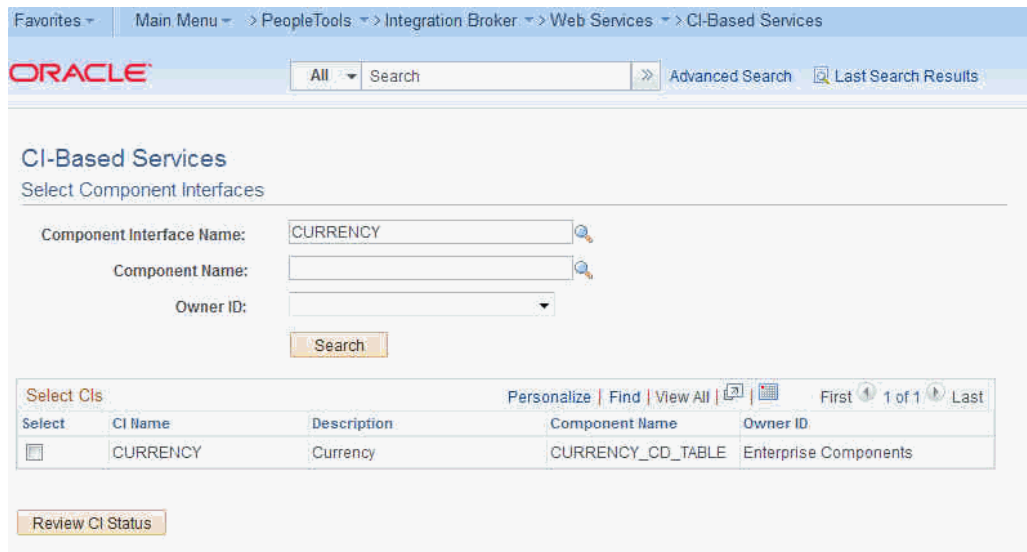 Favorites Main Menu > PeopleTools > Integration Broker > Web Services > CI-Based Services
ORACLE All Search » Advanced Search Last Search Results
CI-Based Services
Select Component Interfaces
Component Interface Name: CURRENCY
Component Name:
Owner ID:
Search
Select CIs Personalize | Find | View All | | First 1 of 1 Last
Select CI Name Description Component Name Owner ID
CURRENCY Currency CURRENCY_CD_TABLE Enterprise Components
Review CI Status